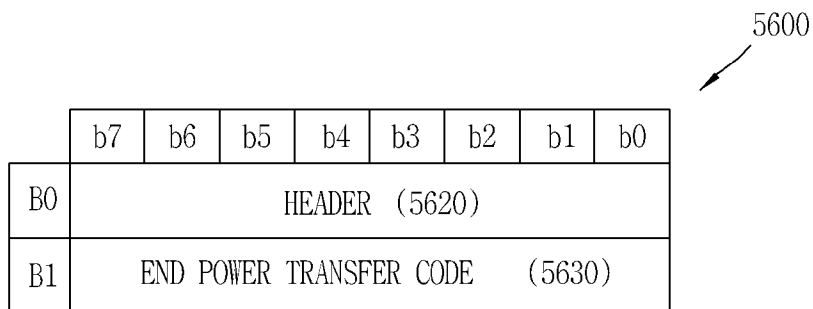 5600
b7 b6 b5 b4 b3 b2 b1 b0
B0 HEADER (5620)
B1 END POWER TRANSFER CODE (5630)